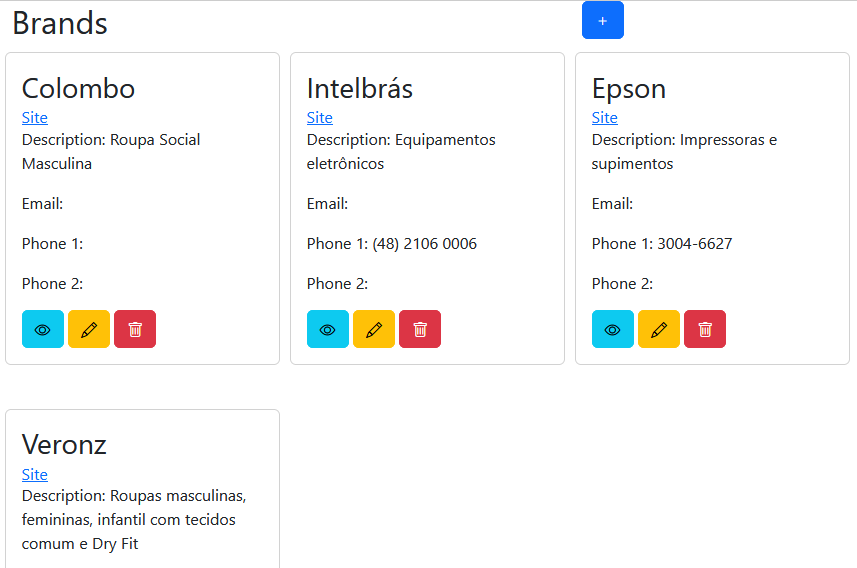 Brands
+
Colombo
Site
Description: Roupa Social
Masculina
Email:
Phone 1:
Phone 2:
Intelbrás
Site
Description: Equipamentos
eletrônicos
Email:
Phone 1: (48) 2106 0006
Phone 2:
Epson
Site
Description: Impressoras e
supimentos
Email:
Phone 1: 3004-6627
Phone 2:
Veronz
Site
Description: Roupas masculinas,
femininas, infantil com tecidos
comum e Dry Fit